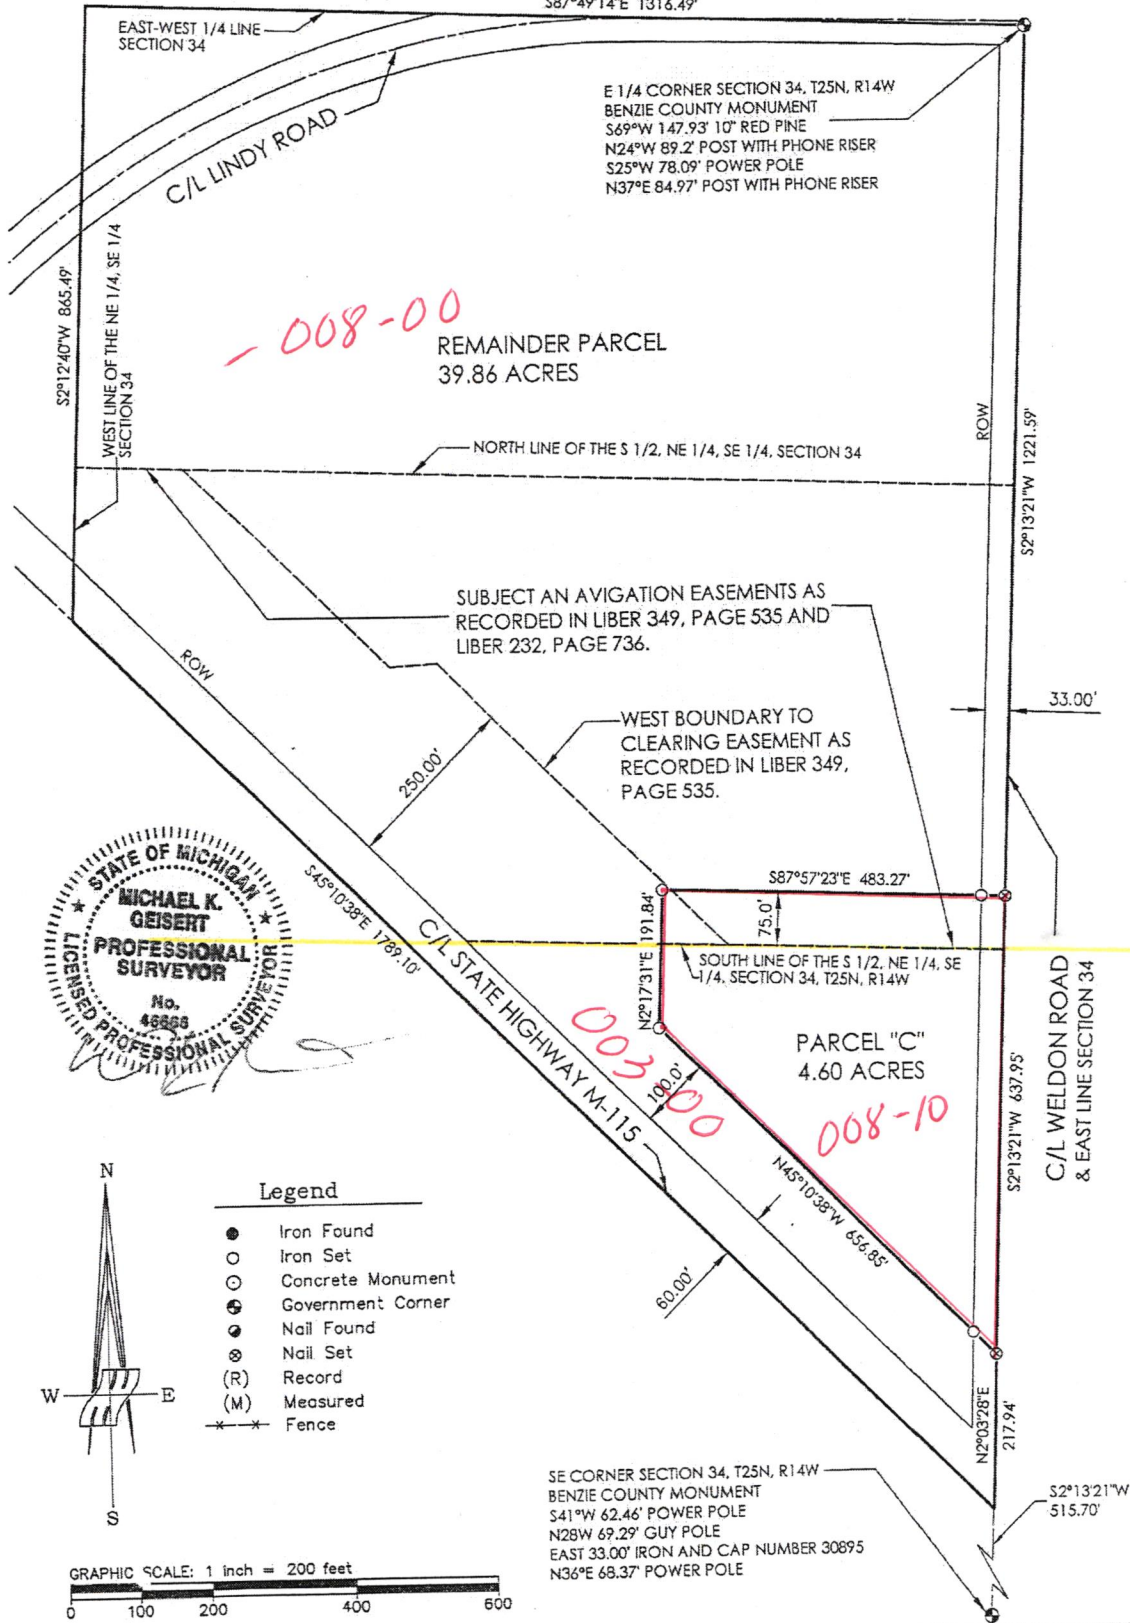 S87°49'14"E 1316.49'
EAST-WEST 1/4 LINE
SECTION 34
C/L LINDY ROAD
E 1/4 CORNER SECTION 34, T25N, R14W
BENZIE COUNTY MONUMENT
S69°W 147.93' 10" RED PINE
N24°W 89.2' POST WITH PHONE RISER
S25°W 78.09' POWER POLE
N37°E 84.97' POST WITH PHONE RISER
S2°12'40"W 865.49'
WEST LINE OF THE NE 1/4, SE 1/4
SECTION 34
- 008-00
REMAINDER PARCEL
39.86 ACRES
ROW
S2°13'21"W 1221.59'
NORTH LINE OF THE S 1/2, NE 1/4, SE 1/4, SECTION 34
SUBJECT AN AVIGATION EASEMENTS AS
RECORDED IN LIBER 349, PAGE 535 AND
LIBER 232, PAGE 736.
ROW
33.00'
WEST BOUNDARY TO
CLEARING EASEMENT AS
RECORDED IN LIBER 349,
PAGE 535.
250.00'
STATE OF MICHIGAN
MICHAEL K.
GEISERT
PROFESSIONAL
SURVEYOR
No.
LICENSED PROFESSIONAL SURVEYOR
S45°10'38"E 1789.10'
C/L STATE HIGHWAY M-115
S87°57'23"E 483.27'
75.0'
N2°17'31"E 191.84'
SOUTH LINE OF THE S 1/2, NE 1/4, SE
1/4, SECTION 34, T25N, R14W
PARCEL "C"
4.60 ACRES
003-00
100.0'
008-10
N45°10'38"W 656.85'
S2°13'21"W 637.95'
C/L WELDON ROAD
& EAST LINE SECTION 34
60.00'
N
W
E
S
Legend
Iron Found
Iron Set
Concrete Monument
Government Corner
Nail Found
Nail Set
(R) Record
(M) Measured
Fence
N2°03'28"E
217.94'
SE CORNER SECTION 34, T25N, R14W
BENZIE COUNTY MONUMENT
S41°W 62.46' POWER POLE
N28W 69.29' GUY POLE
EAST 33.00' IRON AND CAP NUMBER 30895
N36°E 68.37' POWER POLE
S2°13'21"W
515.70'
GRAPHIC SCALE: 1 inch = 200 feet
0 100 200 400 600